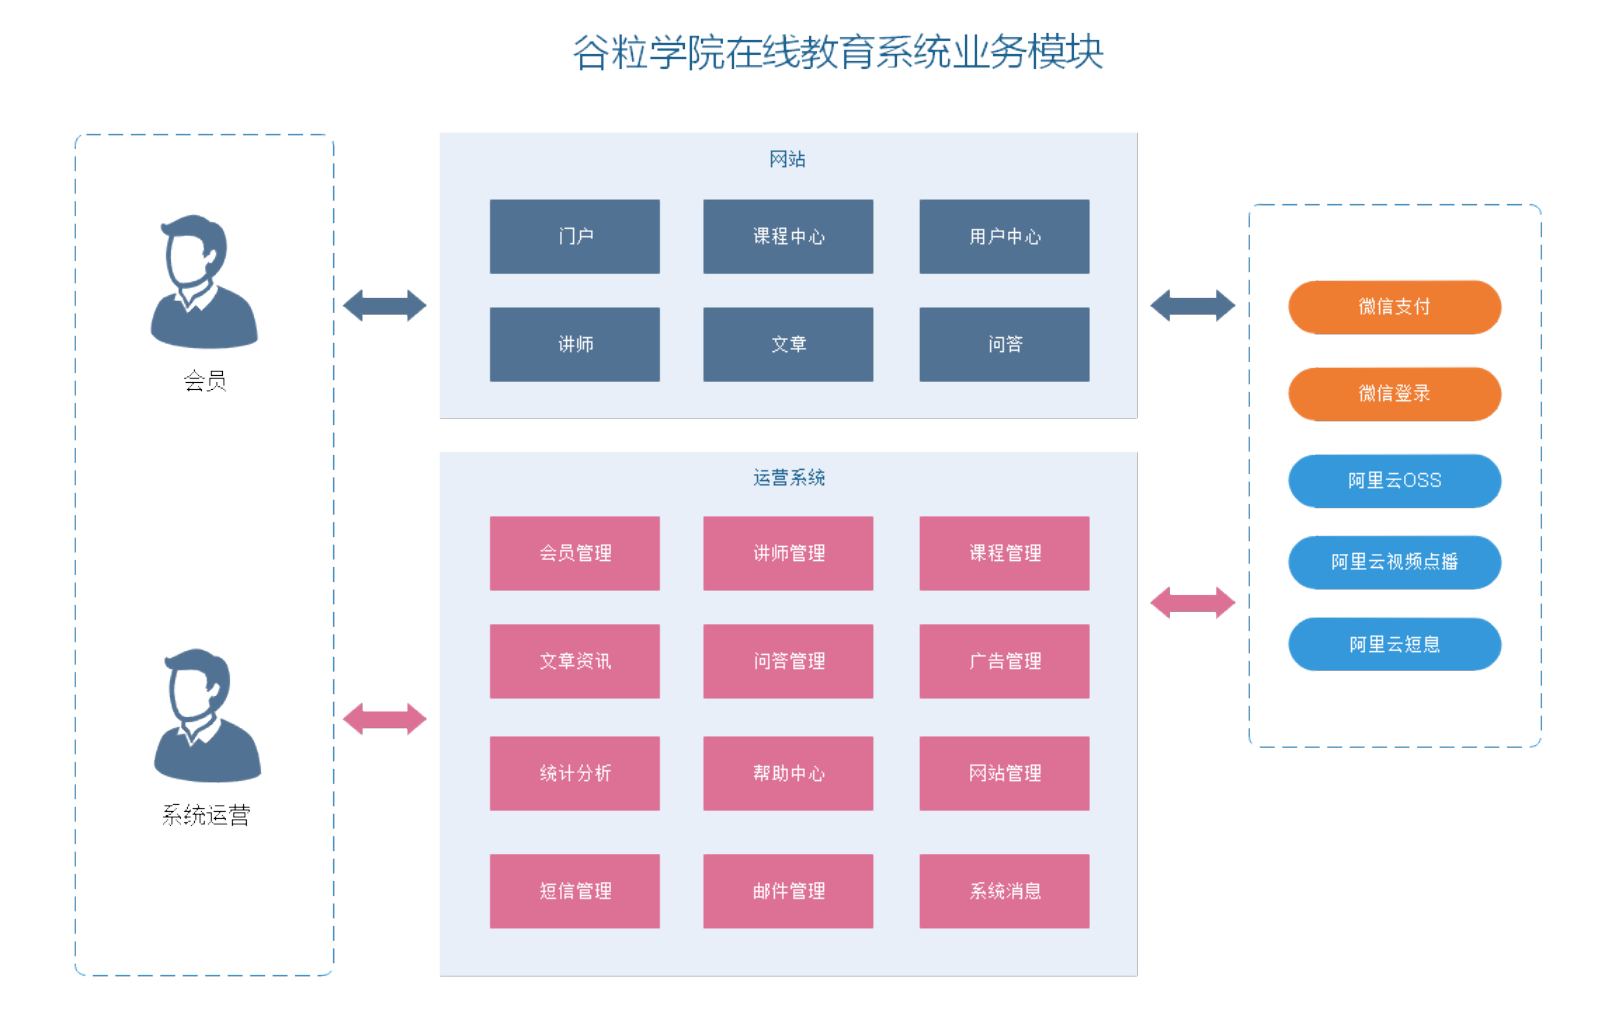 谷粒学院在线教育系统业务模块
会员
系统运营
网站
门户
课程中心
用户中心
讲师
文章
问答
运营系统
会员管理
讲师管理
课程管理
文章资讯
问答管理
广告管理
统计分析
帮助中心
网站管理
短信管理
邮件管理
系统消息
微信支付
微信登录
阿里云OSS
阿里云视频点播
阿里云短息